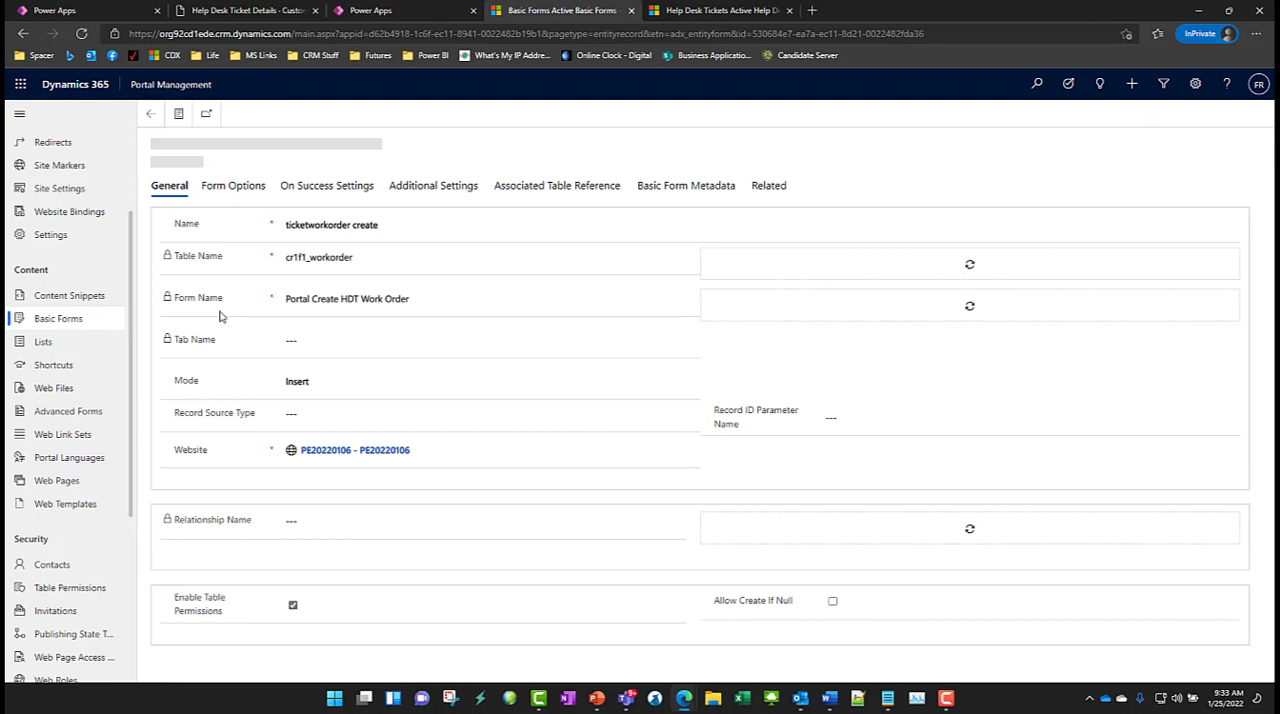 Power Apps
Help Desk Ticket Details - Custo
Power Apps
Basic Forms Active Basic Forms -
Help Desk Tickets Active Help D
https://org92cd1ede.crm.dynamics.com/main.aspx?appid=d62b4918-1c6f-ec11-8941-0022482b19b1&pagetype=entityrecord&etn=adx_entityform&id=530684e7-ea7a-ec11-8d21-0022482fda36
InPrivate
Spacer
CDX
Life
MS Links
CRM Stuff
Futures
Power BI
What's My IP Addre...
Online Clock - Digital
Business Applicatio...
Candidate Server
Dynamics 365
Portal Management
FR
Redirects
Site Markers
Site Settings
Website Bindings
Settings
Content
Content Snippets
Basic Forms
Lists
Shortcuts
Web Files
Advanced Forms
Web Link Sets
Portal Languages
Web Pages
Web Templates
Security
Contacts
Table Permissions
Invitations
Publishing State T...
Web Page Access ...
Web Roles
General
Form Options
On Success Settings
Additional Settings
Associated Table Reference
Basic Form Metadata
Related
Name * ticketworkorder create
Table Name * cr1f1_workorder
Form Name * Portal Create HDT Work Order
Tab Name ---
Mode Insert
Record Source Type ---
Record ID Parameter
Name ---
Website * PE20220106 - PE20220106
Relationship Name ---
Enable Table
Permissions
Allow Create If Null
9+
9:33 AM
1/25/2022